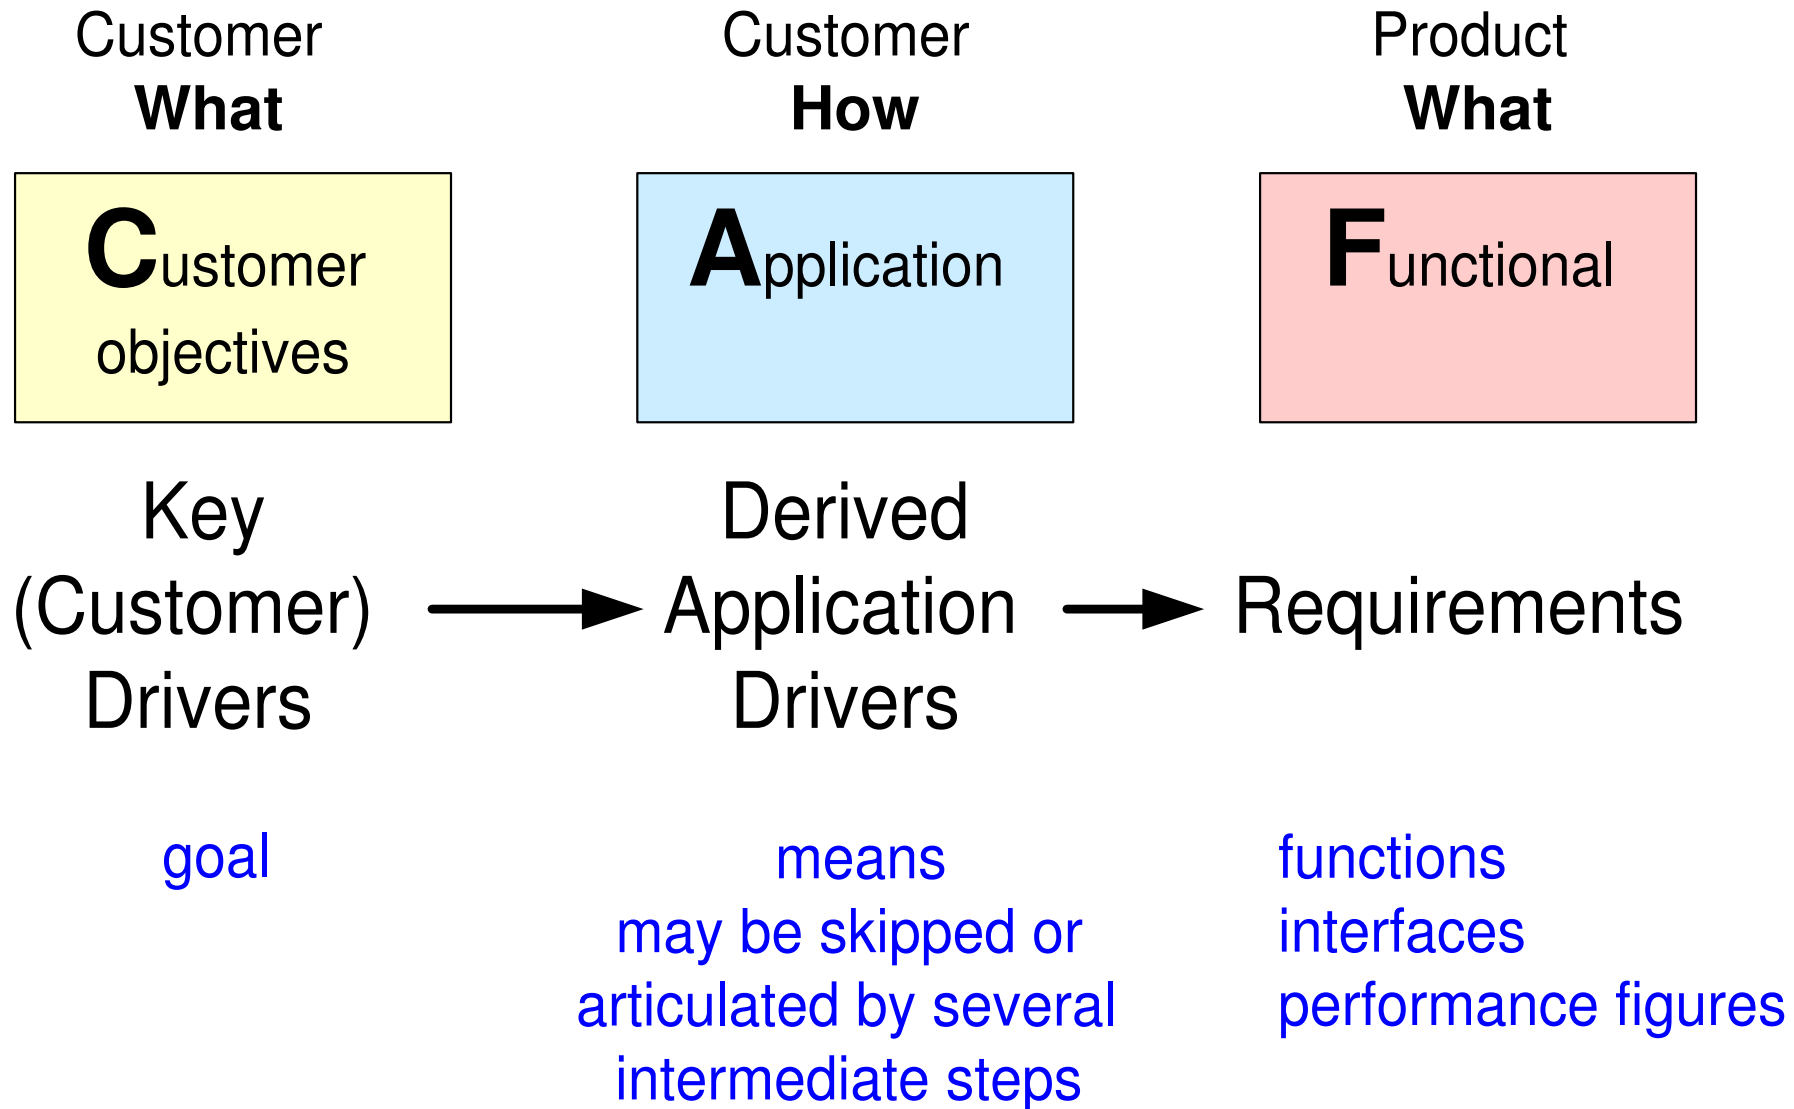 Customer
What
Customer
How
Product
What
Customer
objectives
Application
Functional
Key
(Customer)
Drivers
Derived
Application
Drivers
Requirements
goal
means
may be skipped or
articulated by several
intermediate steps
functions
interfaces
performance figures